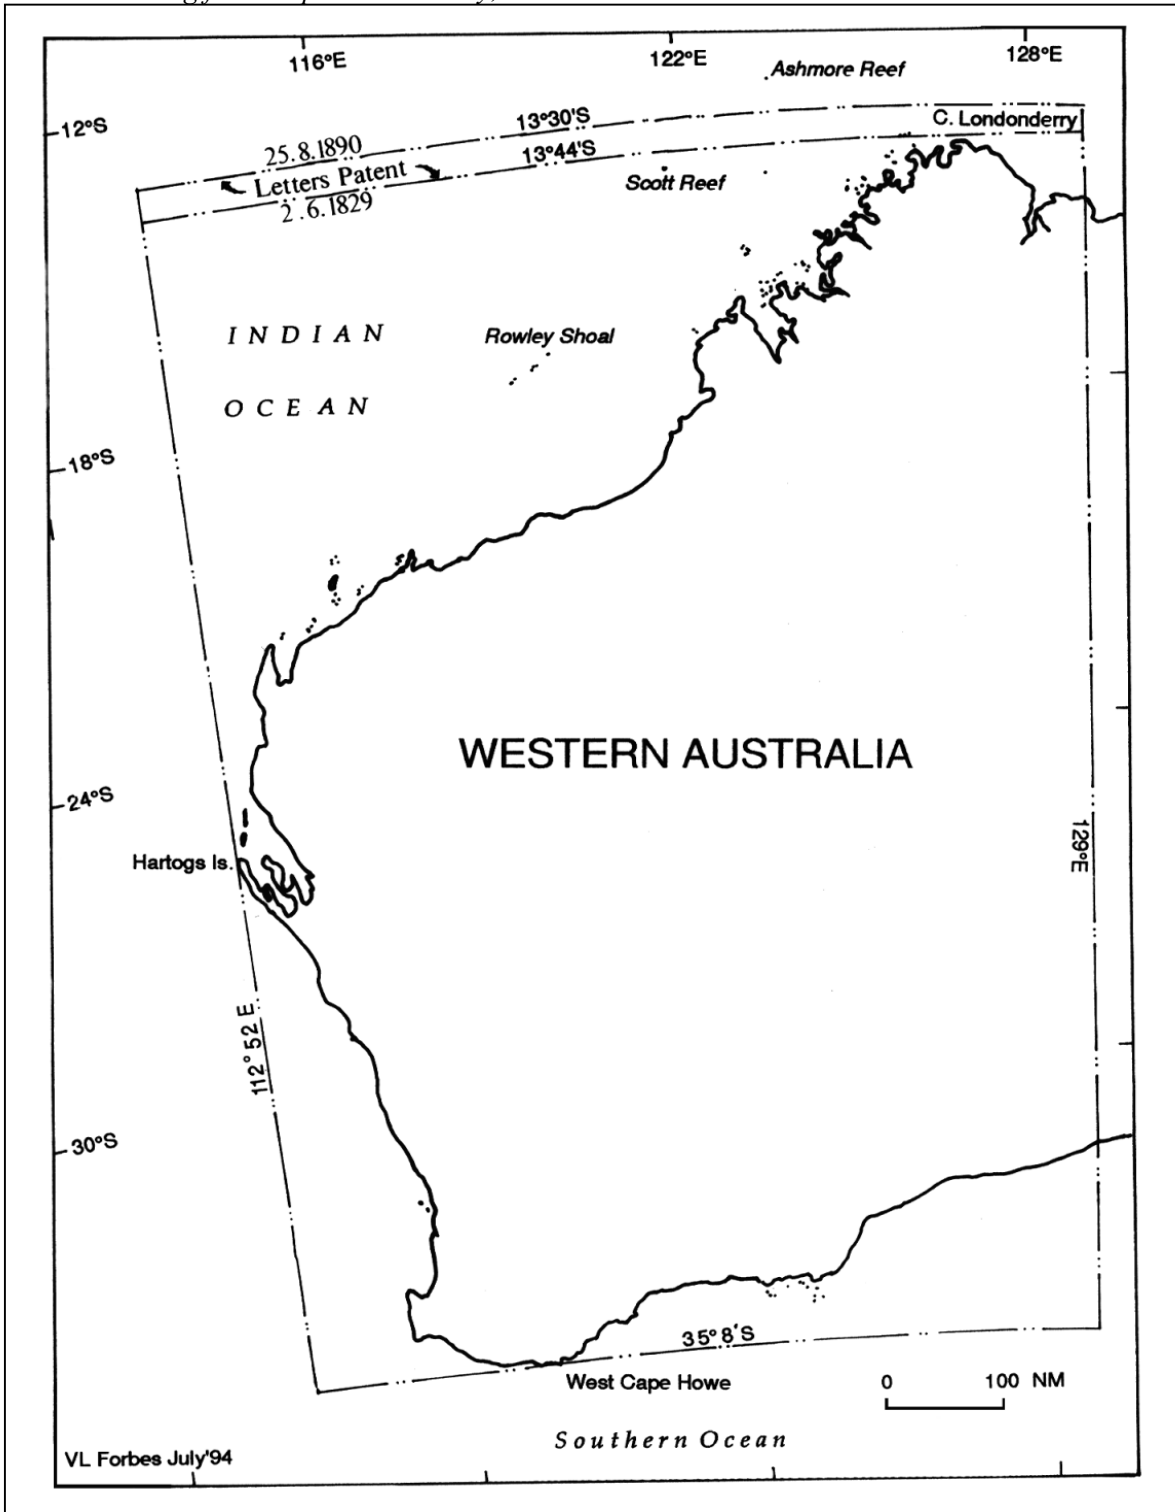 116°E
122°E
128°E
Ashmore Reef
12°S
13°30'S
C. Londonderry
25.8.1890
13°44'S
Letters Patent
Scott Reef
2.6.1829
INDIAN
Rowley Shoal
OCEAN
18°S
WESTERN AUSTRALIA
24°S
129°E
Hartogs Is.
112°52 E
30°S
35°8'S
West Cape Howe
0 100 NM
Southern Ocean
VL Forbes July'94